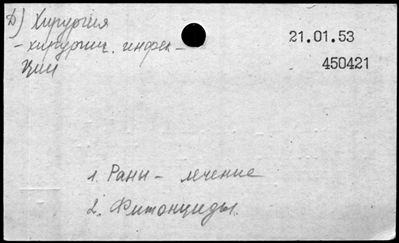 Б) Хирургия
21.01.53
- хирургич. инфек-
ции
450421
1. Раны - лечение
2. Фитонциды.